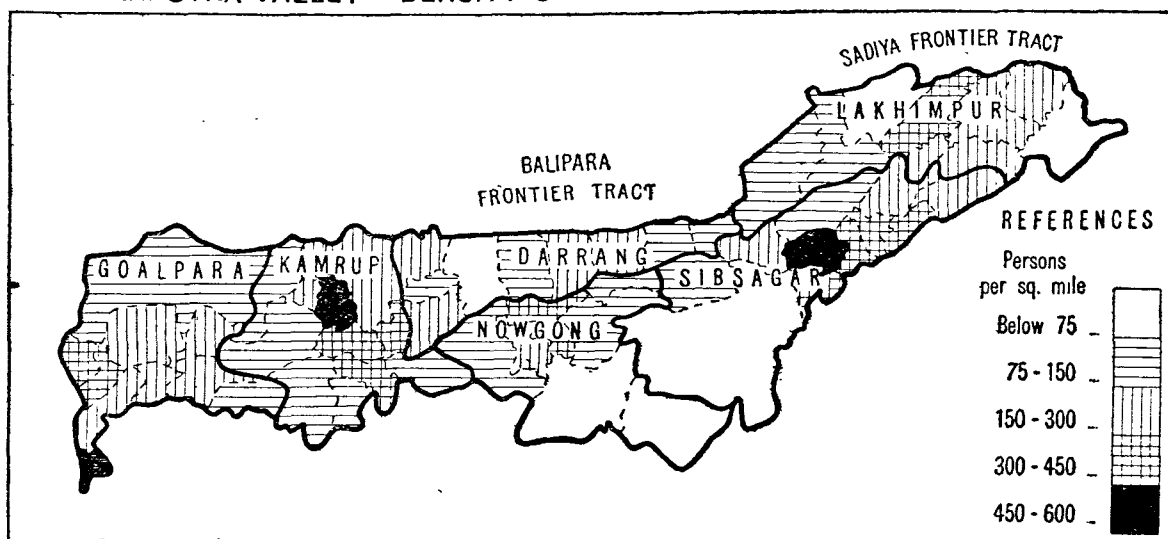 VALLEY
SADIYA FRONTIER TRACT
LAKHIMPUR
BALIPARA
FRONTIER TRACT
REFERENCES
GOALPARA
KAMRUP
DARRANG
SIBSAGAR
NOWGONG
Persons
per sq. mile
Below 75 -
75 - 150 -
150 - 300 -
300 - 450 -
450 - 600 -